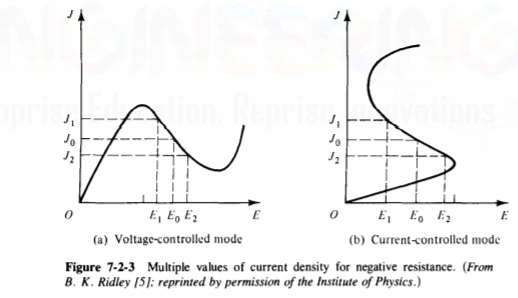 J
J
J₁
J₀
J₂
J₁
J₀
J₂
O E₁ E₀ E₂ E
O E₁ E₀ E₂ E
(a) Voltage-controlled mode
(b) Current-controlled mode
Figure 7-2-3 Multiple values of current density for negative resistance. (From
B. K. Ridley [5]; reprinted by permission of the Institute of Physics.)